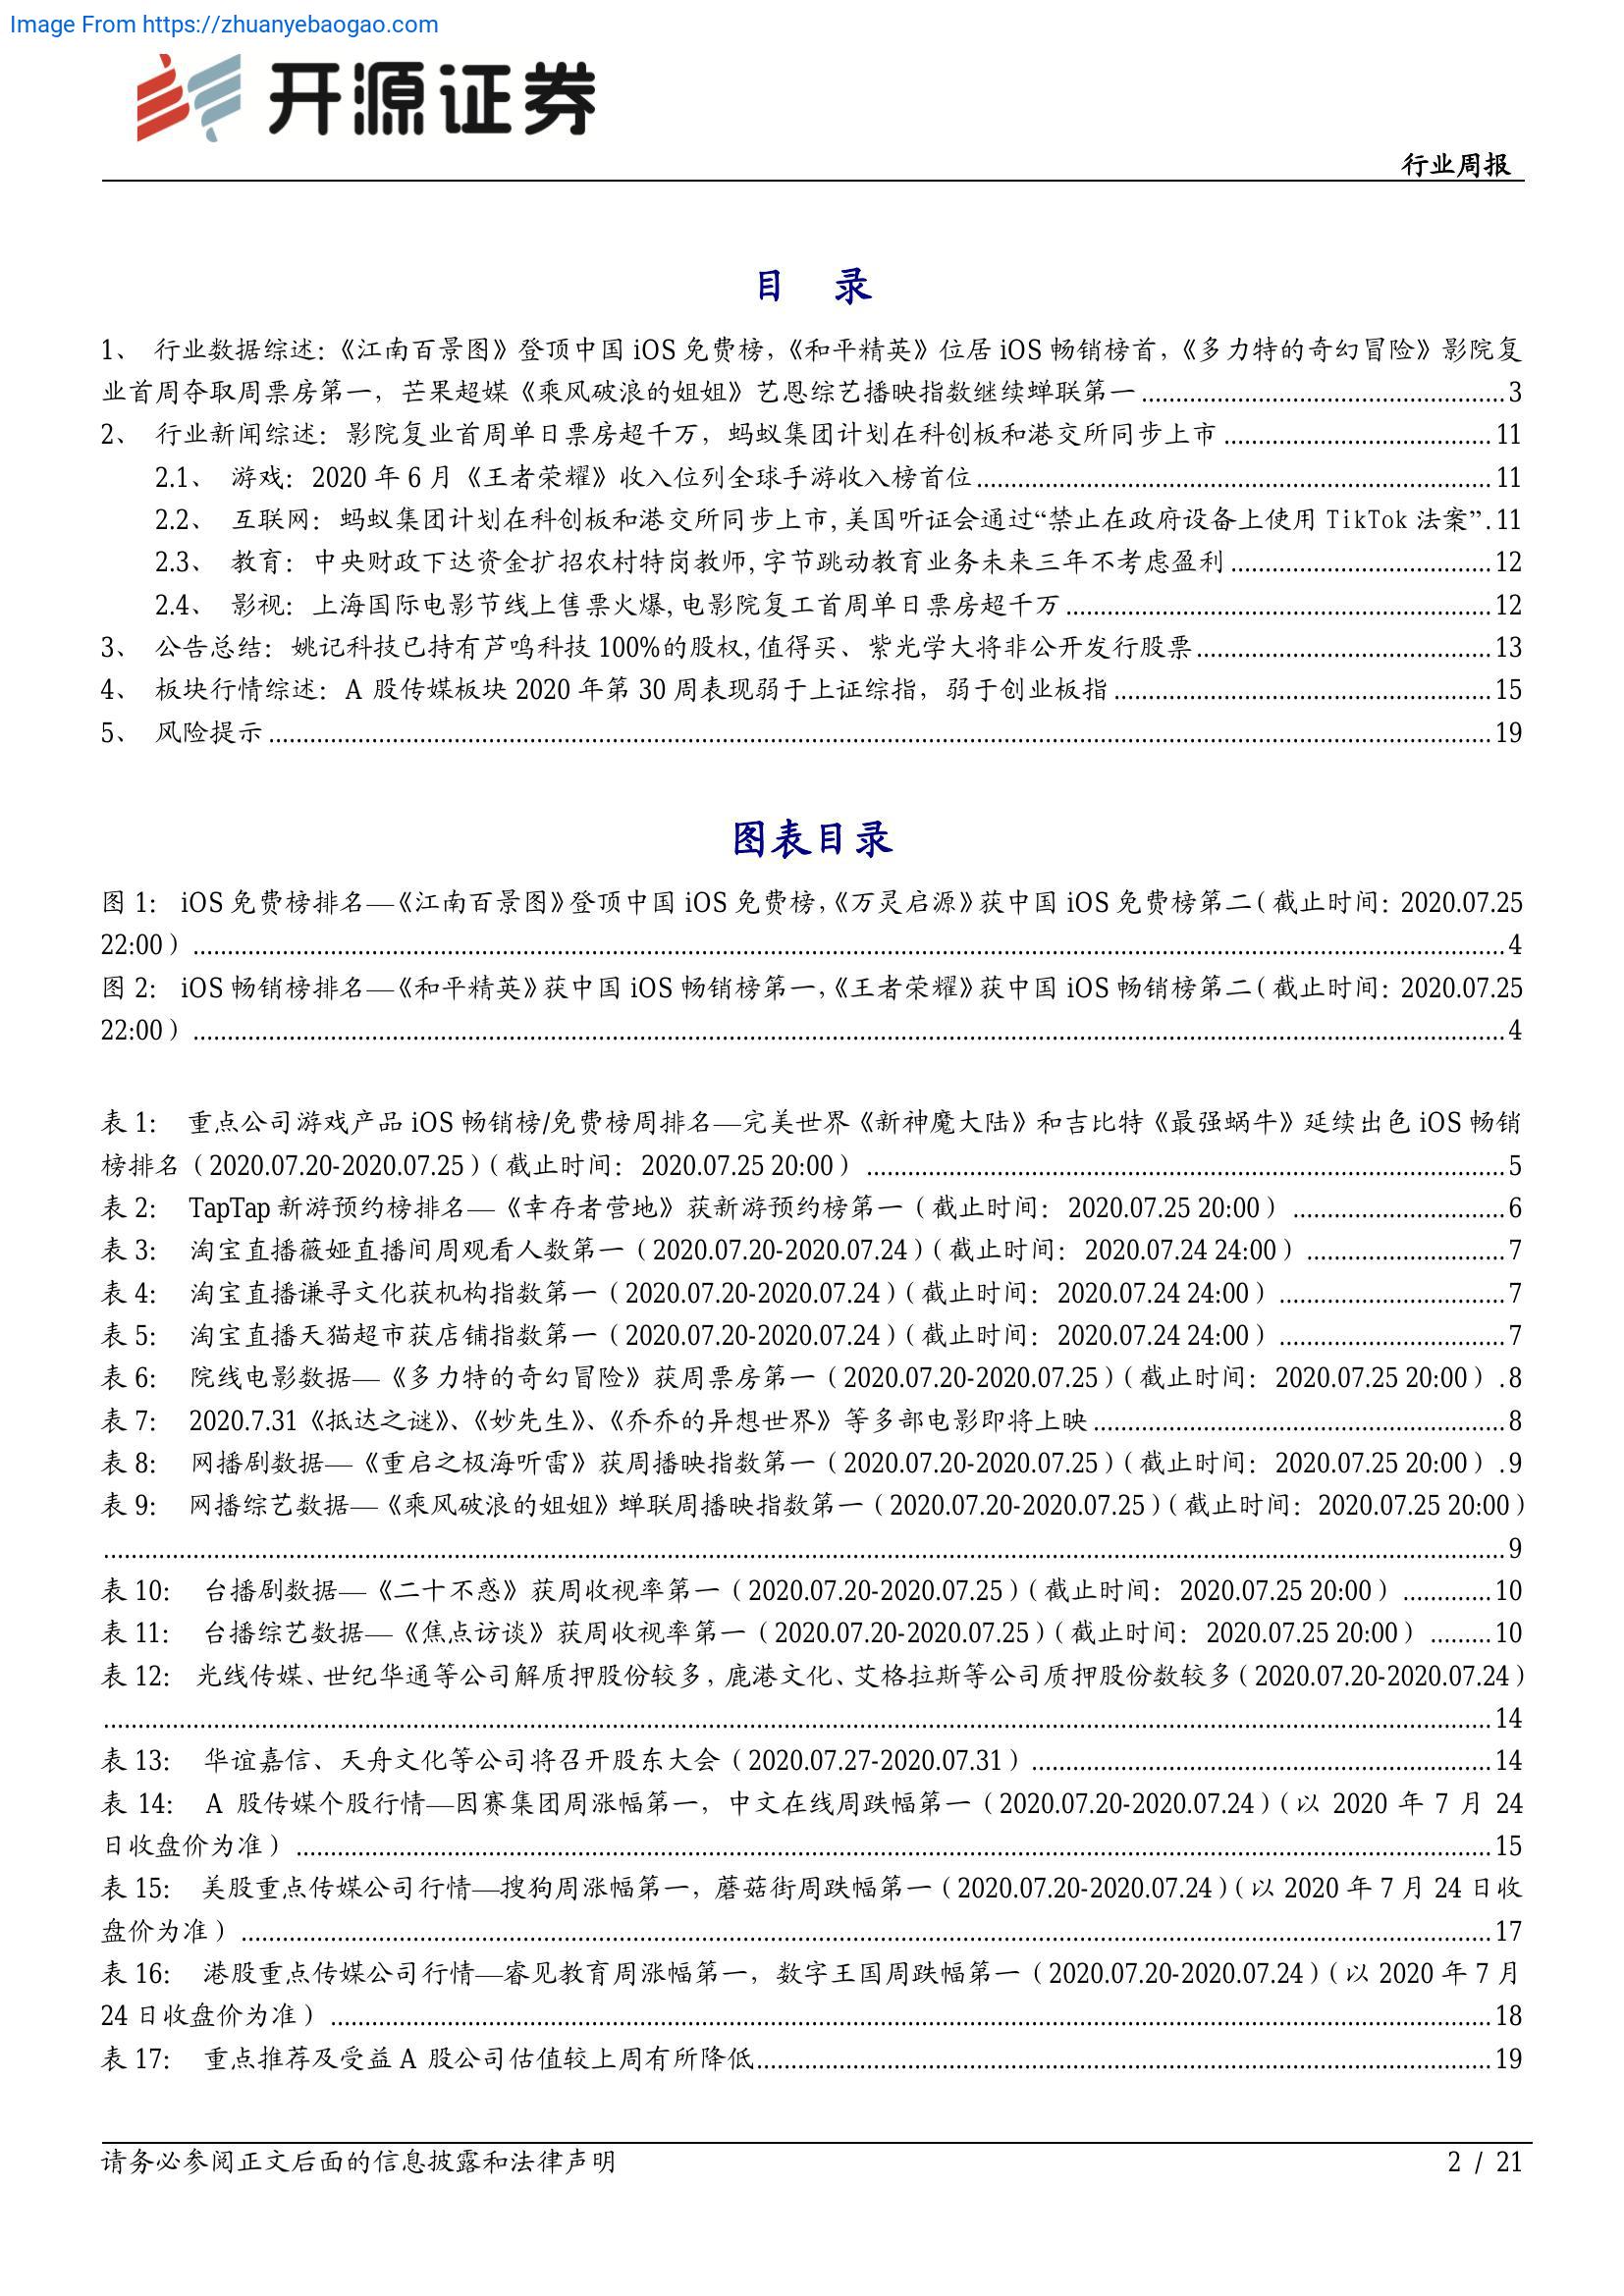 Image From https://zhuanyebaogao.com
开源证券
行业周报
目 录
1、 行业数据综述：《江南百景图》登顶中国 iOS 免费榜，《和平精英》位居 iOS 畅销榜首，《多力特的奇幻冒险》影院复
业首周夺取周票房第一，芒果超媒《乘风破浪的姐姐》艺恩综艺播映指数继续蝉联第一 ........ 3
2、 行业新闻综述：影院复业首周单日票房超千万，蚂蚁集团计划在科创板和港交所同步上市 ........ 11
2.1、 游戏：2020 年 6 月《王者荣耀》收入位列全球手游收入榜首位 ........ 11
2.2、 互联网：蚂蚁集团计划在科创板和港交所同步上市,美国听证会通过“禁止在政府设备上使用 TikTok 法案” . 11
2.3、 教育：中央财政下达资金扩招农村特岗教师,字节跳动教育业务未来三年不考虑盈利 ........ 12
2.4、 影视：上海国际电影节线上售票火爆,电影院复工首周单日票房超千万 ........ 12
3、 公告总结：姚记科技已持有芦鸣科技 100%的股权,值得买、紫光学大将非公开发行股票 ........ 13
4、 板块行情综述：A 股传媒板块 2020 年第 30 周表现弱于上证综指，弱于创业板指 ........ 15
5、 风险提示 ........ 19
图表目录
图 1： iOS 免费榜排名—《江南百景图》登顶中国 iOS 免费榜，《万灵启源》获中国 iOS 免费榜第二（截止时间：2020.07.25
22:00） ........ 4
图 2： iOS 畅销榜排名—《和平精英》获中国 iOS 畅销榜第一，《王者荣耀》获中国 iOS 畅销榜第二（截止时间：2020.07.25
22:00） ........ 4
表 1： 重点公司游戏产品 iOS 畅销榜/免费榜周排名—完美世界《新神魔大陆》和吉比特《最强蜗牛》延续出色 iOS 畅销
榜排名（2020.07.20-2020.07.25）（截止时间：2020.07.25 20:00） ........ 5
表 2： TapTap 新游预约榜排名—《幸存者营地》获新游预约榜第一（截止时间：2020.07.25 20:00） ........ 6
表 3： 淘宝直播薇娅直播间周观看人数第一（2020.07.20-2020.07.24）（截止时间：2020.07.24 24:00） ........ 7
表 4： 淘宝直播谦寻文化获机构指数第一（2020.07.20-2020.07.24）（截止时间：2020.07.24 24:00） ........ 7
表 5： 淘宝直播天猫超市获店铺指数第一（2020.07.20-2020.07.24）（截止时间：2020.07.24 24:00） ........ 7
表 6： 院线电影数据—《多力特的奇幻冒险》获周票房第一（2020.07.20-2020.07.25）（截止时间：2020.07.25 20:00） . 8
表 7： 2020.7.31《抵达之谜》、《妙先生》、《乔乔的异想世界》等多部电影即将上映 ........ 8
表 8： 网播剧数据—《重启之极海听雷》获周播映指数第一（2020.07.20-2020.07.25）（截止时间：2020.07.25 20:00） . 9
表 9： 网播综艺数据—《乘风破浪的姐姐》蝉联周播映指数第一（2020.07.20-2020.07.25）（截止时间：2020.07.25 20:00）
........ 9
表 10： 台播剧数据—《二十不惑》获周收视率第一（2020.07.20-2020.07.25）（截止时间：2020.07.25 20:00） ........ 10
表 11： 台播综艺数据—《焦点访谈》获周收视率第一（2020.07.20-2020.07.25）（截止时间：2020.07.25 20:00） ........ 10
表 12： 光线传媒、世纪华通等公司解质押股份较多，鹿港文化、艾格拉斯等公司质押股份数较多（2020.07.20-2020.07.24）
........ 14
表 13： 华谊嘉信、天舟文化等公司将召开股东大会（2020.07.27-2020.07.31） ........ 14
表 14： A 股传媒个股行情—因赛集团周涨幅第一，中文在线周跌幅第一（2020.07.20-2020.07.24）（以 2020 年 7 月 24
日收盘价为准） ........ 15
表 15： 美股重点传媒公司行情—搜狗周涨幅第一，蘑菇街周跌幅第一（2020.07.20-2020.07.24）（以 2020 年 7 月 24 日收
盘价为准） ........ 17
表 16： 港股重点传媒公司行情—睿见教育周涨幅第一，数字王国周跌幅第一（2020.07.20-2020.07.24）（以 2020 年 7 月
24 日收盘价为准） ........ 18
表 17： 重点推荐及受益 A 股公司估值较上周有所降低 ........ 19
请务必参阅正文后面的信息披露和法律声明
2 / 21